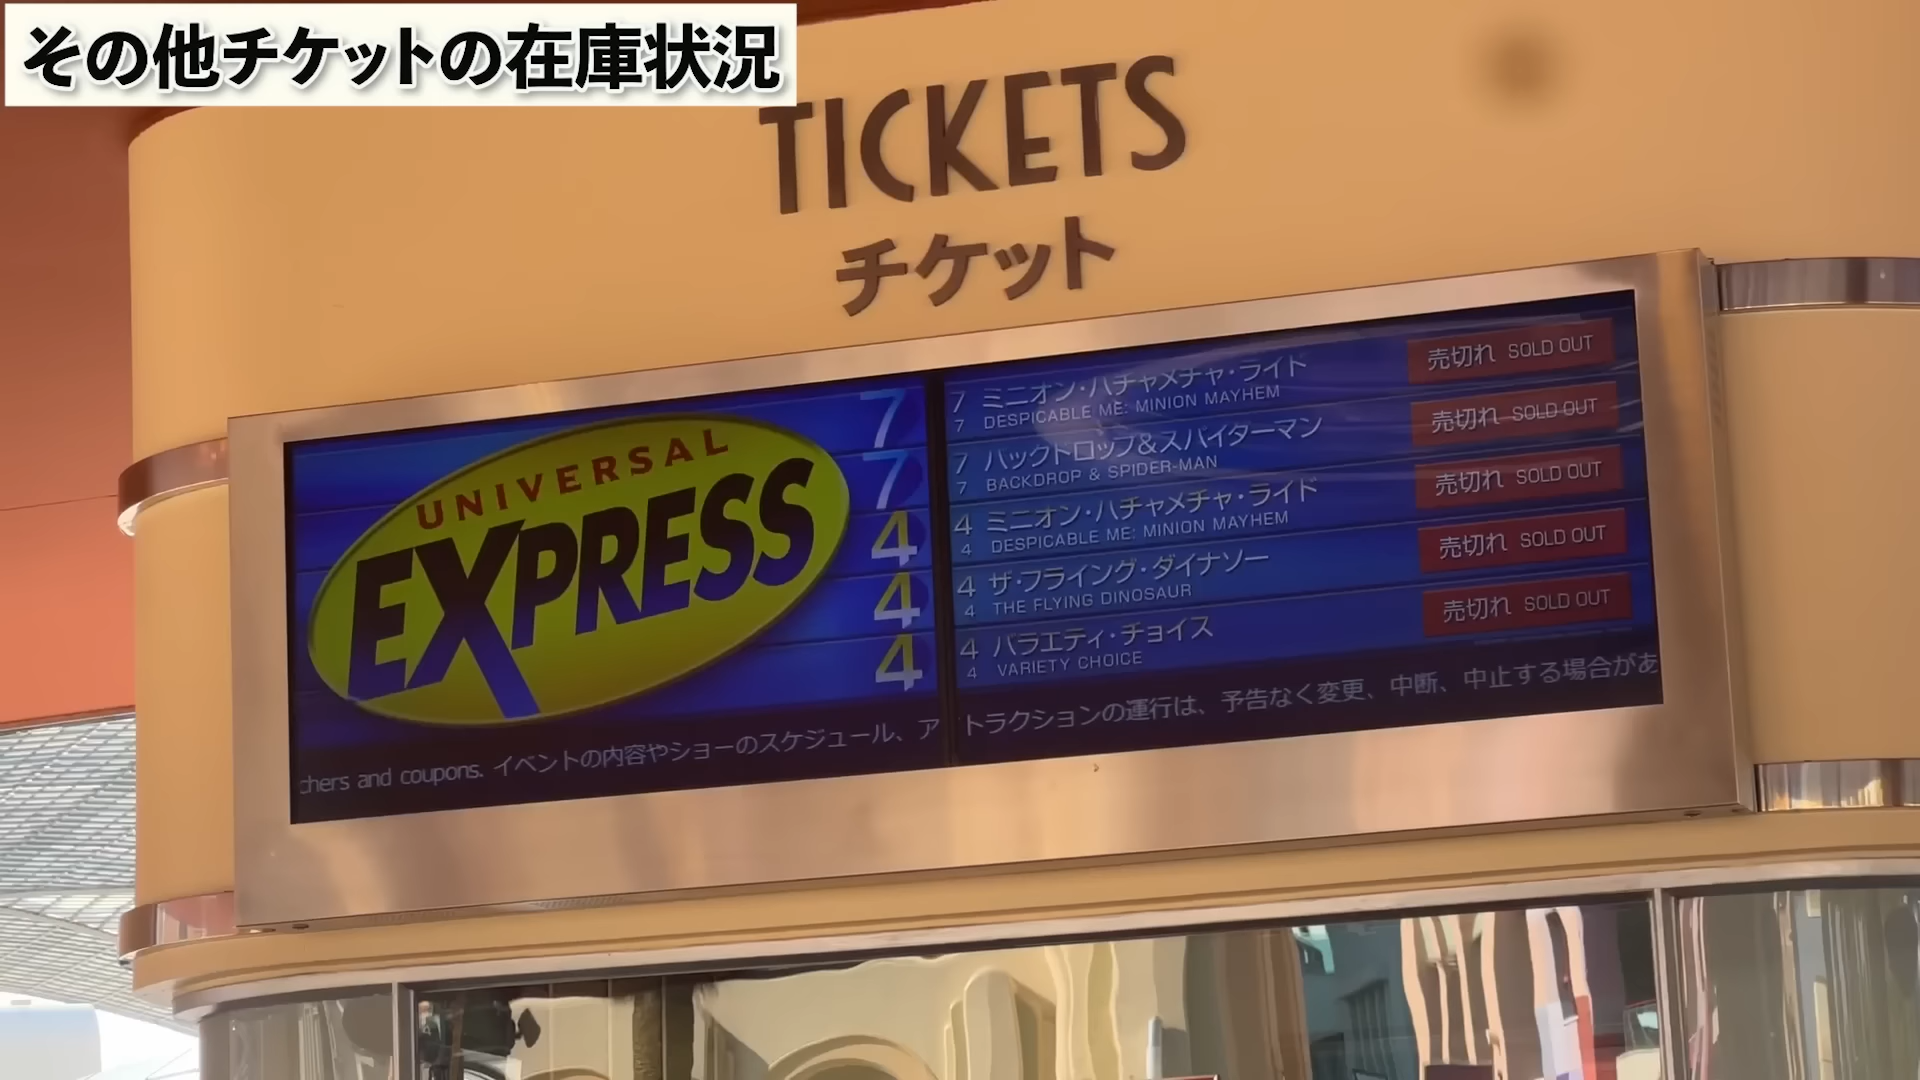 その他チケットの在庫状況
TICKETS
チケット
UNIVERSAL
EXPRESS
7
7
4
4
4
7 ミニオン・ハチャメチャ・ライド 売切れ SOLD OUT
7 DESPICABLE ME: MINION MAYHEM
7 バックドロップ&スパイダーマン 売切れ SOLD OUT
7 BACKDROP & SPIDER-MAN
4 ミニオン・ハチャメチャ・ライド 売切れ SOLD OUT
4 DESPICABLE ME: MINION MAYHEM
4 ザ・フライング・ダイナソー 売切れ SOLD OUT
4 THE FLYING DINOSAUR
4 バラエティ・チョイス 売切れ SOLD OUT
4 VARIETY CHOICE
chers and coupons. イベントの内容やショーのスケジュール、アトラクションの運行は、予告なく変更、中断、中止する場合があ